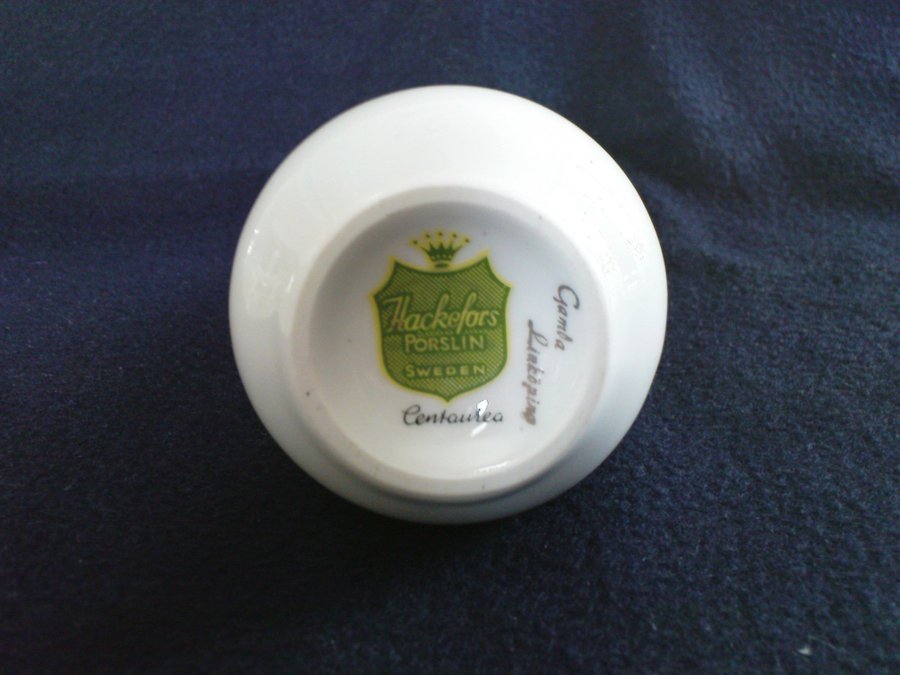 Hackefors
PORSLIN
SWEDEN
Centaurea
Gamla
Linköping